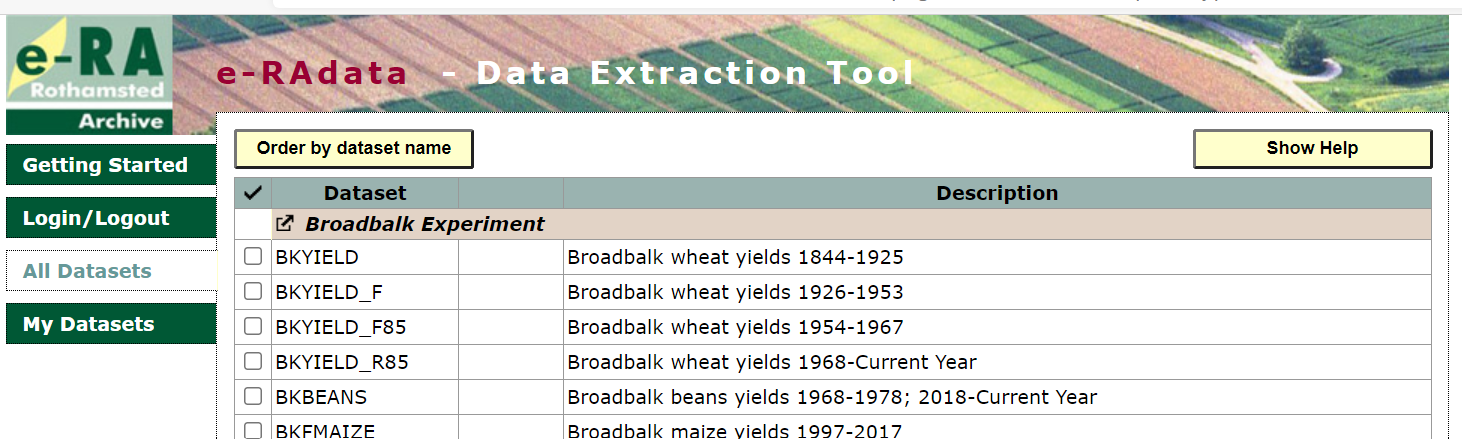 e-RA
Rothamsted
Archive
e-RAdata - Data Extraction Tool
Getting Started
Login/Logout
All Datasets
My Datasets
Order by dataset name
Show Help
Dataset Description
Broadbalk Experiment
BKYIELD Broadbalk wheat yields 1844-1925
BKYIELD_F Broadbalk wheat yields 1926-1953
BKYIELD_F85 Broadbalk wheat yields 1954-1967
BKYIELD_R85 Broadbalk wheat yields 1968-Current Year
BKBEANS Broadbalk beans yields 1968-1978; 2018-Current Year
BKFMAIZE Broadbalk maize yields 1997-2017